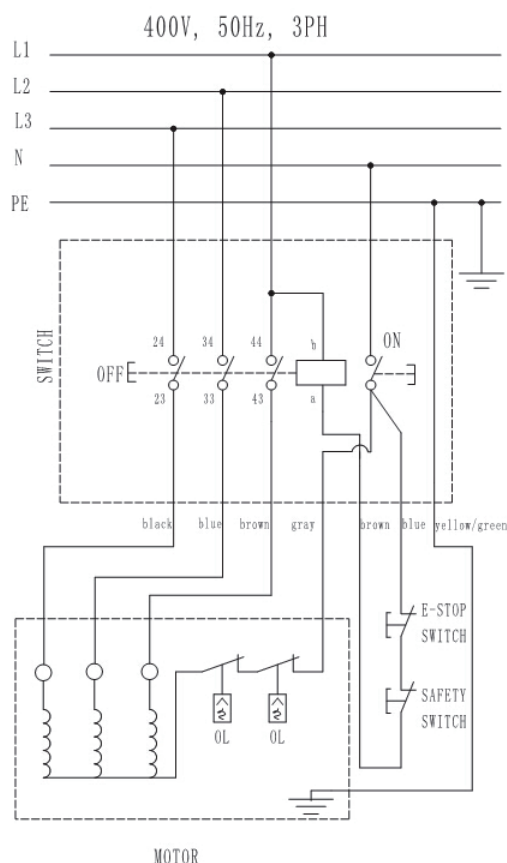 400V, 50Hz, 3PH
L1
L2
L3
N
PE
SWITCH
24
34
44
b
ON
OFF
23
33
43
a
black
blue
brown
gray
brown
blue
yellow/green
E-STOP
SWITCH
SAFETY
SWITCH
OL
OL
MOTOR